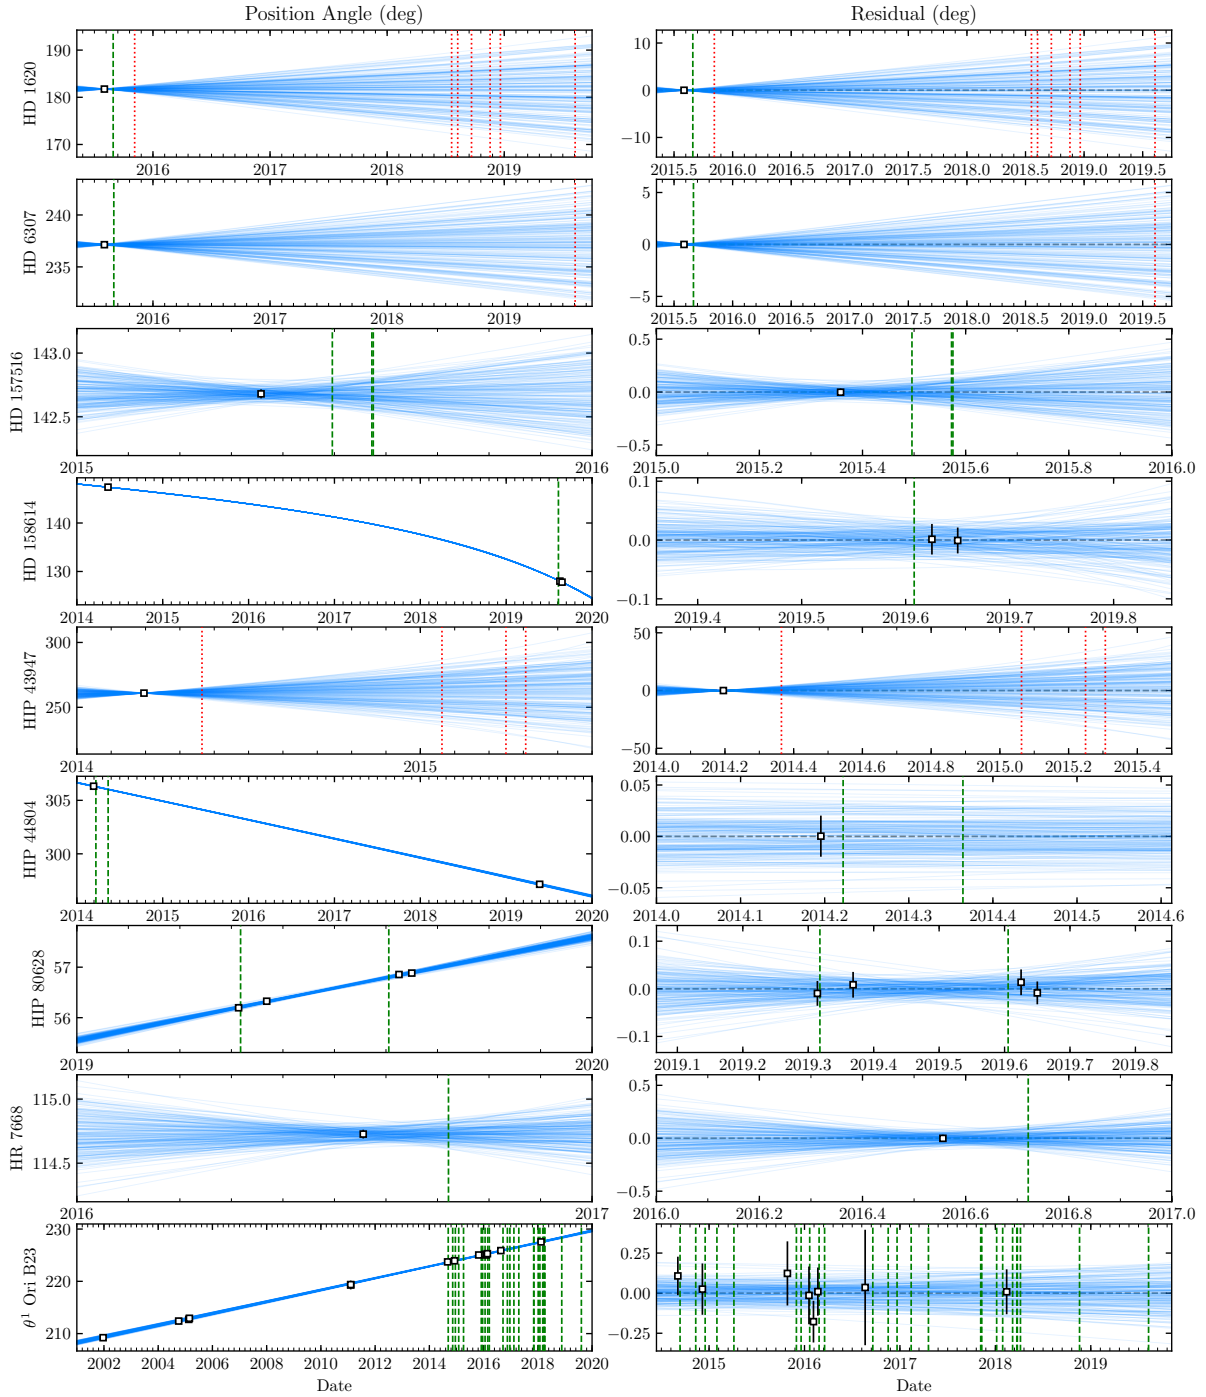 Position Angle (deg) Residual (deg)
HD 1620
190
180
170
2016 2017 2018 2019
10
0
−10
2015.5 2016.0 2016.5 2017.0 2017.5 2018.0 2018.5 2019.0 2019.5
HD 6307
240
235
2016 2017 2018 2019
5
0
−5
2015.5 2016.0 2016.5 2017.0 2017.5 2018.0 2018.5 2019.0 2019.5
HD 157516
143.0
142.5
2015 2016
0.5
0.0
−0.5
2015.0 2015.2 2015.4 2015.6 2015.8 2016.0
HD 158614
140
130
2014 2015 2016 2017 2018 2019 2020
0.1
0.0
−0.1
2019.4 2019.5 2019.6 2019.7 2019.8
HIP 43947
300
250
2014 2015
50
0
−50
2014.0 2014.2 2014.4 2014.6 2014.8 2015.0 2015.2 2015.4
HIP 44804
305
300
2014 2015 2016 2017 2018 2019 2020
0.05
0.00
−0.05
2014.0 2014.1 2014.2 2014.3 2014.4 2014.5 2014.6
HIP 80628
57
56
2019 2020
0.1
0.0
−0.1
2019.1 2019.2 2019.3 2019.4 2019.5 2019.6 2019.7 2019.8
HR 7668
115.0
114.5
2016 2017
0.5
0.0
−0.5
2016.0 2016.2 2016.4 2016.6 2016.8 2017.0
θ¹ Ori B23
230
220
210
2002 2004 2006 2008 2010 2012 2014 2016 2018 2020
0.25
0.00
−0.25
2015 2016 2017 2018 2019
Date Date